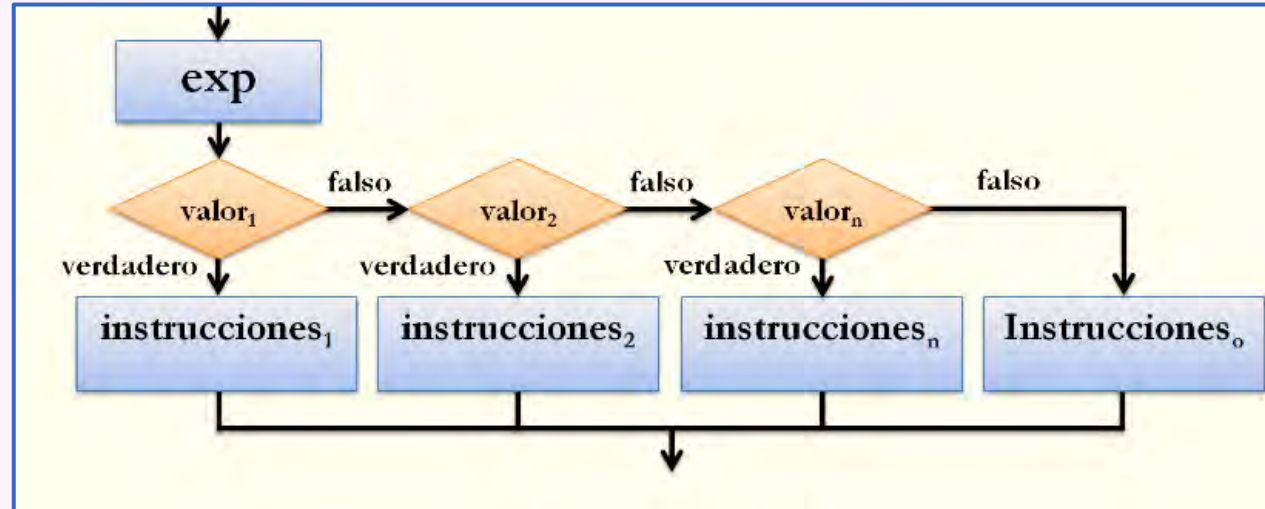 exp
falso falso falso
valor₁ valor₂ valorₙ
verdadero verdadero verdadero
instrucciones₁ instrucciones₂ instruccionesₙ Instruccionesₒ